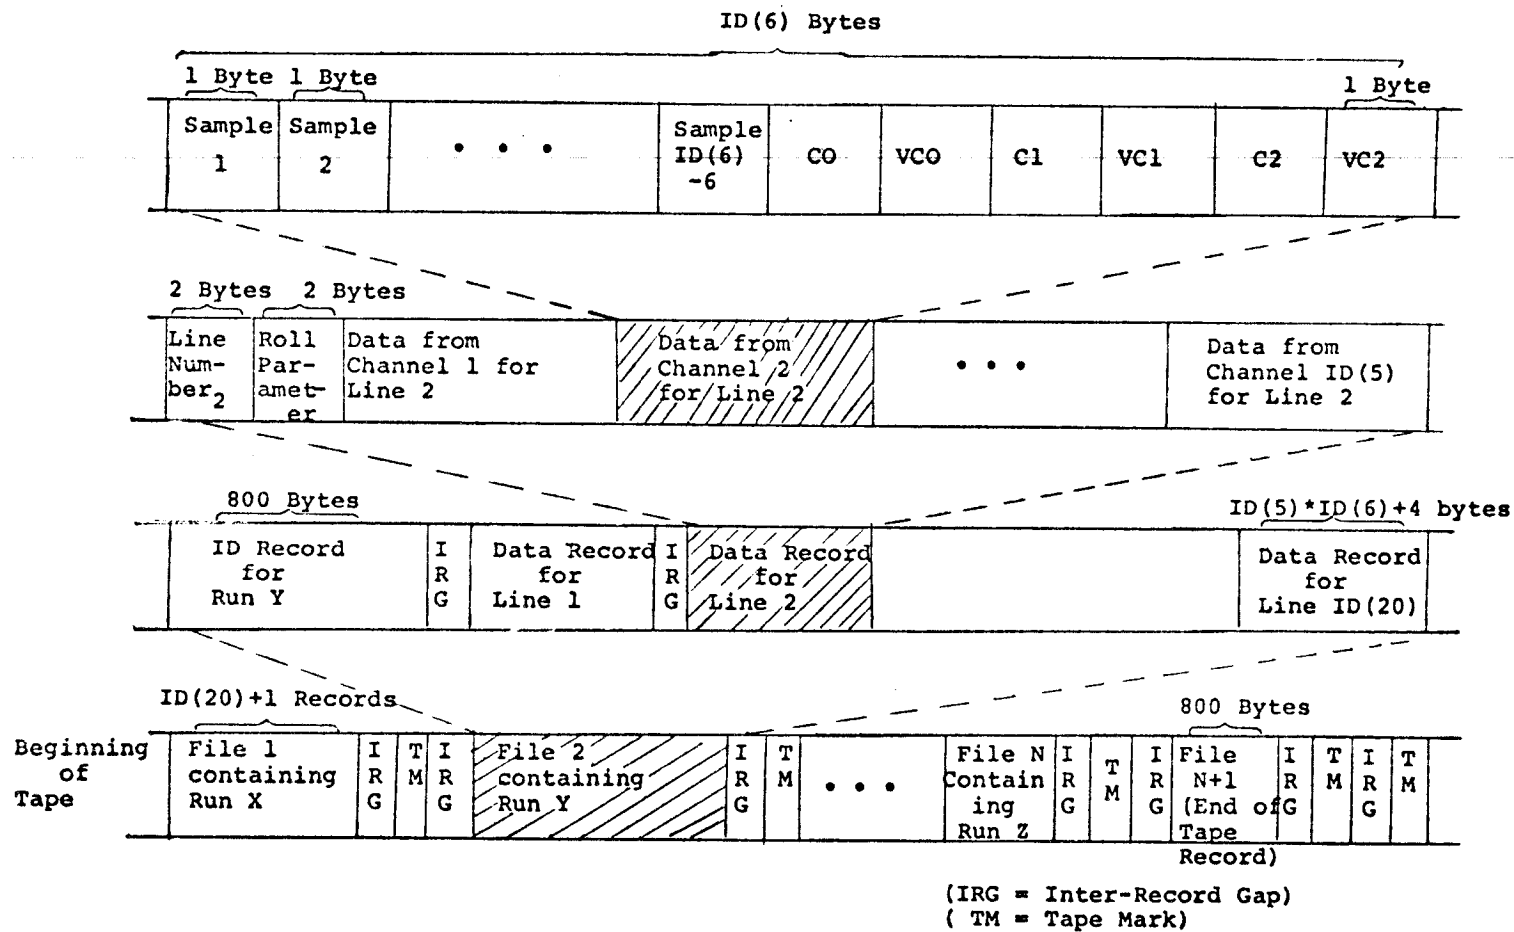 ID(6) Bytes
1 Byte 1 Byte
1 Byte
Sample
1
Sample
2
• • •
Sample
ID(6)
-6
C0
VC0
C1
VC1
C2
VC2
2 Bytes 2 Bytes
Line
Num-
ber2
Roll
Par-
amet-
er
Data from
Channel 1 for
Line 2
Data from
Channel 2
for Line 2
• • •
Data from
Channel ID(5)
for Line 2
800 Bytes
ID(5)*ID(6)+4 bytes
ID Record
for
Run Y
I
R
G
Data Record
for
Line 1
I
R
G
Data Record
for
Line 2
Data Record
for
Line ID(20)
ID(20)+1 Records
800 Bytes
Beginning
of
Tape
File 1
containing
Run X
I
R
G
T
M
I
R
G
File 2
containing
Run Y
I
R
G
T
M
• • •
File N
Contain
ing
Run Z
I
R
G
T
M
I
R
G
File
N+1
(End of
Tape
Record)
I
R
G
T
M
I
R
G
T
M
(IRG = Inter-Record Gap)
( TM = Tape Mark)